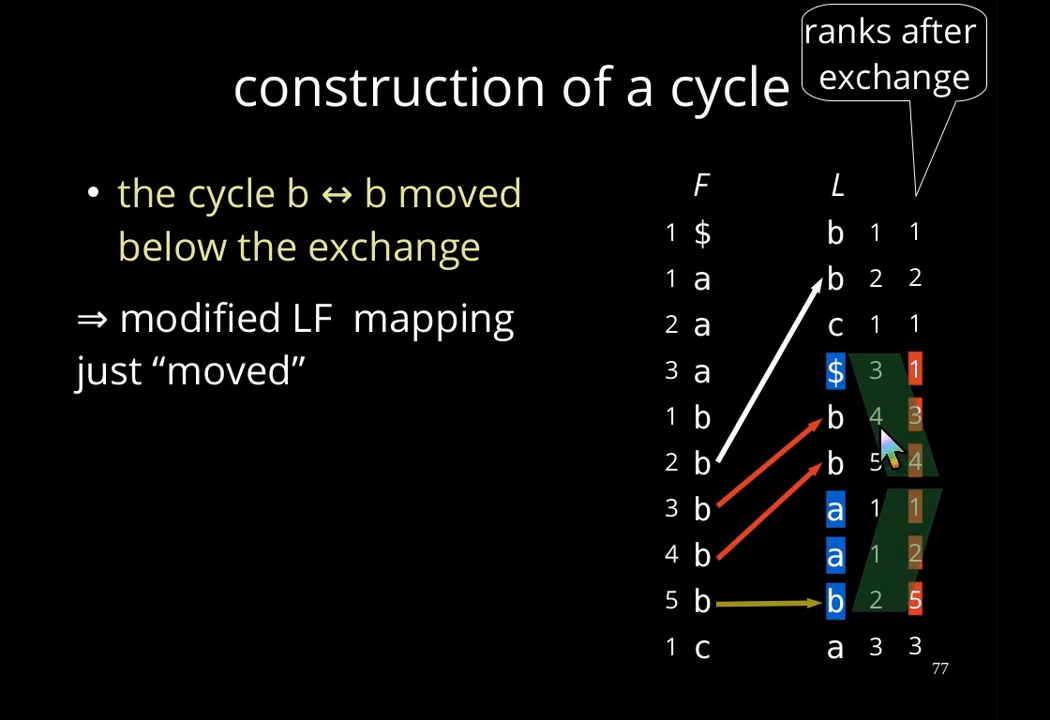 ranks after
exchange
construction of a cycle
• the cycle b ↔ b moved
below the exchange
⇒ modified LF mapping
just “moved”
F L
1 $ b 1 1
1 a b 2 2
2 a c 1 1
3 a $ 3 1
1 b b 4 3
2 b b 5 4
3 b a 1 1
4 b a 1 2
5 b b 2 5
1 c a 3 3
77